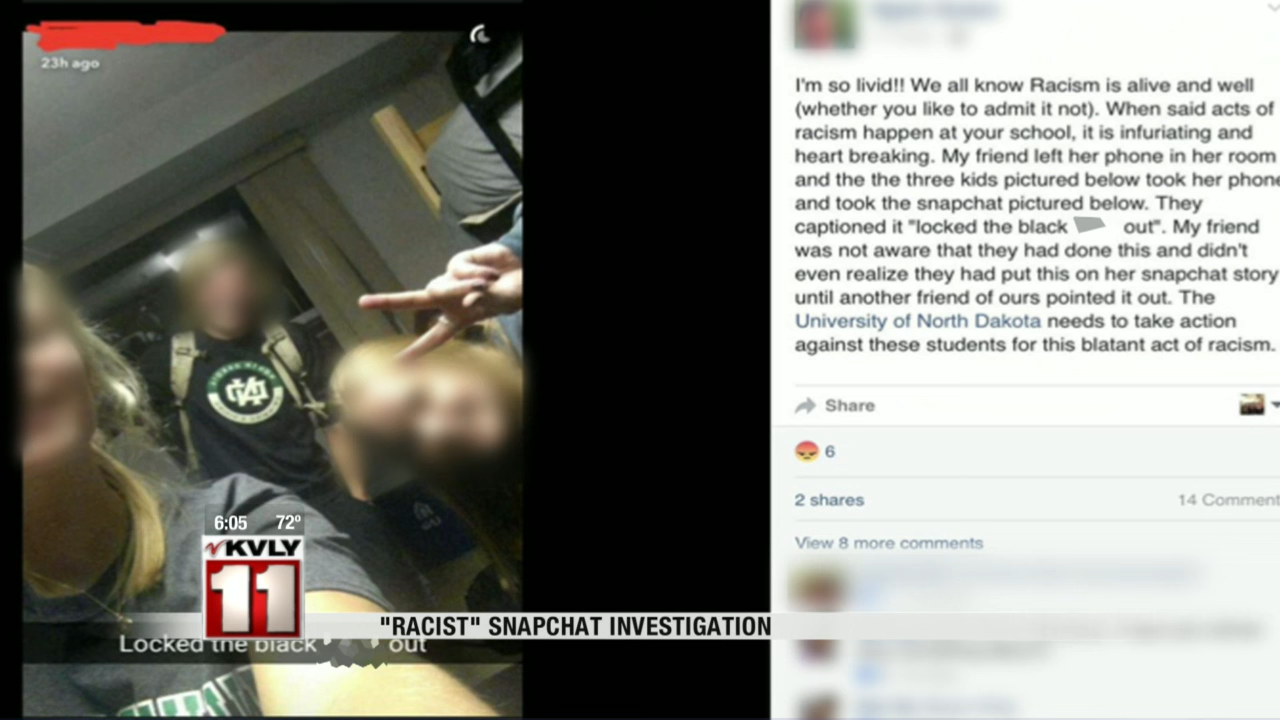 23h ago
Locked the black out
6:05 72°
KVLY
11
"RACIST" SNAPCHAT INVESTIGATION
I'm so livid!! We all know Racism is alive and well
(whether you like to admit it not). When said acts of
racism happen at your school, it is infuriating and
heart breaking. My friend left her phone in her room
and the the three kids pictured below took her phone
and took the snapchat pictured below. They
captioned it "locked the black out". My friend
was not aware that they had done this and didn't
even realize they had put this on her snapchat story
until another friend of ours pointed it out. The
University of North Dakota needs to take action
against these students for this blatant act of racism.
Share
6
2 shares 14 Comment
View 8 more comments